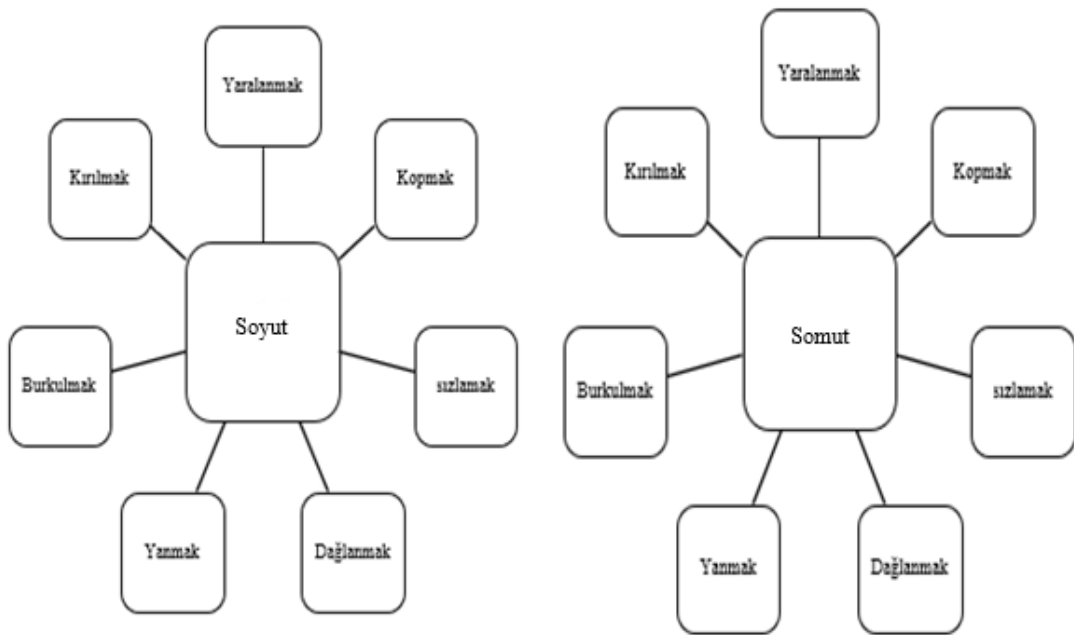 Yaralanmak
Kırılmak
Kopmak
Soyut
Burkulmak
sızlamak
Yanmak
Dağlanmak
Yaralanmak
Kırılmak
Kopmak
Somut
Burkulmak
sızlamak
Yanmak
Dağlanmak